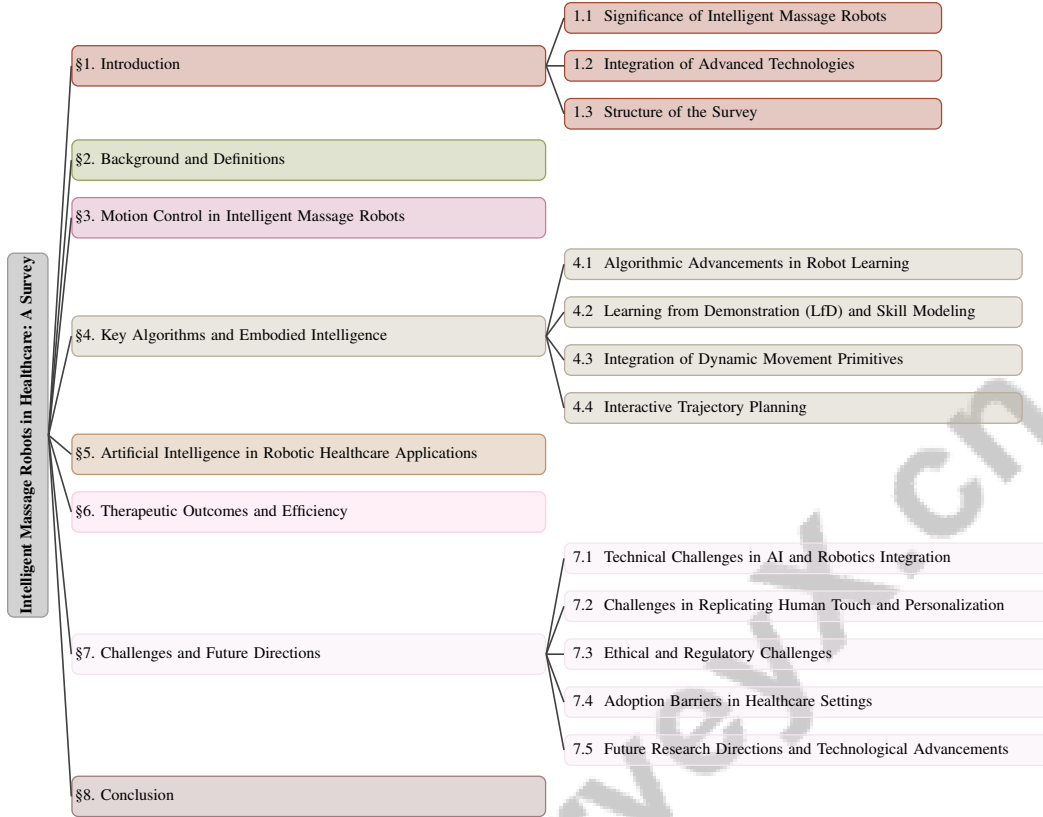 Intelligent Massage Robots in Healthcare: A Survey
§1. Introduction
1.1 Significance of Intelligent Massage Robots
1.2 Integration of Advanced Technologies
1.3 Structure of the Survey
§2. Background and Definitions
§3. Motion Control in Intelligent Massage Robots
§4. Key Algorithms and Embodied Intelligence
4.1 Algorithmic Advancements in Robot Learning
4.2 Learning from Demonstration (LfD) and Skill Modeling
4.3 Integration of Dynamic Movement Primitives
4.4 Interactive Trajectory Planning
§5. Artificial Intelligence in Robotic Healthcare Applications
§6. Therapeutic Outcomes and Efficiency
§7. Challenges and Future Directions
7.1 Technical Challenges in AI and Robotics Integration
7.2 Challenges in Replicating Human Touch and Personalization
7.3 Ethical and Regulatory Challenges
7.4 Adoption Barriers in Healthcare Settings
7.5 Future Research Directions and Technological Advancements
§8. Conclusion
rveyx.cn